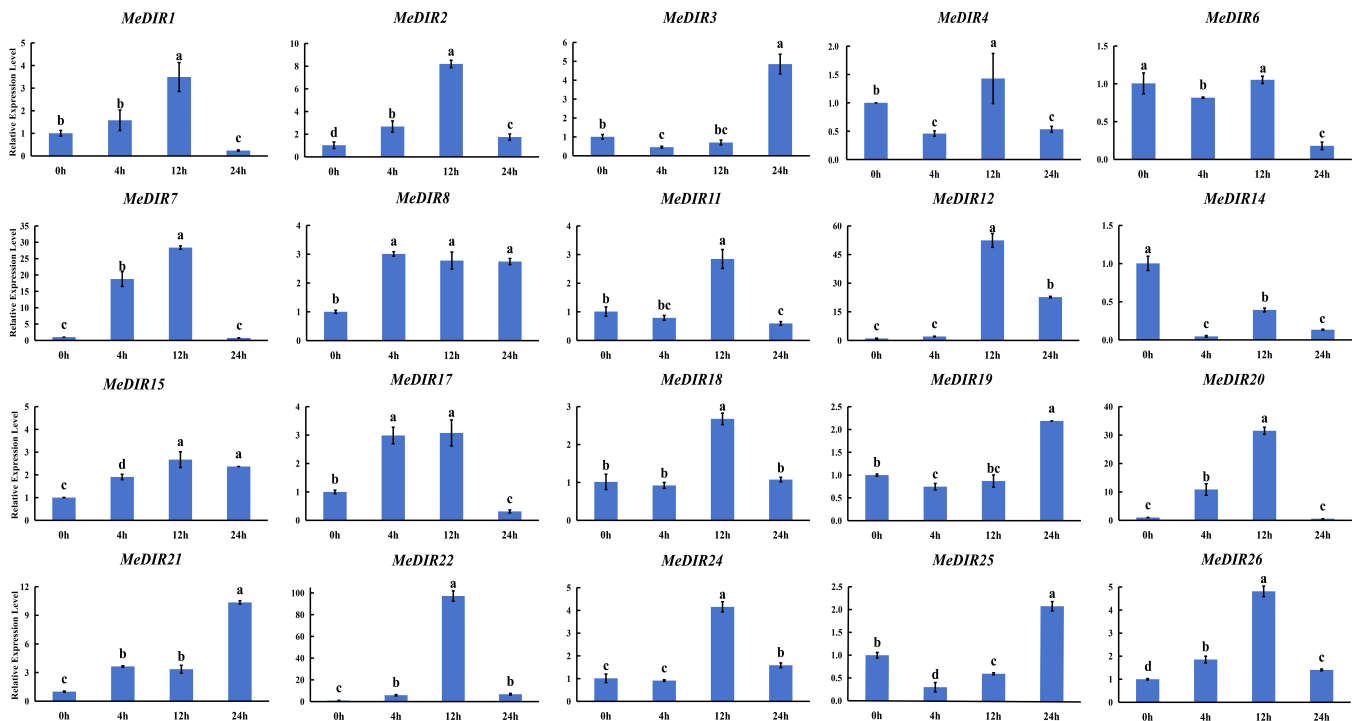 MeDIR1 MeDIR2 MeDIR3 MeDIR4 MeDIR6
Relative Expression Level
5 4 3 2 1 0
b b a c
0h 4h 12h 24h
10 8 6 4 2 0
d b a c
0h 4h 12h 24h
6 5 4 3 2 1 0
b c bc a
0h 4h 12h 24h
2.0 1.5 1.0 0.5 0.0
b c a c
0h 4h 12h 24h
1.5 1.0 0.5 0.0
a b a c
0h 4h 12h 24h
MeDIR7 MeDIR8 MeDIR11 MeDIR12 MeDIR14
Relative Expression Level
35 30 25 20 15 10 5 0
c b a c
0h 4h 12h 24h
4 3 2 1 0
b a a a
0h 4h 12h 24h
4 3 2 1 0
b bc a c
0h 4h 12h 24h
60 45 30 15 0
c c a b
0h 4h 12h 24h
1.5 1.0 0.5 0.0
a c b c
0h 4h 12h 24h
MeDIR15 MeDIR17 MeDIR18 MeDIR19 MeDIR20
Relative Expression Level
5 4 3 2 1 0
c d a a
0h 4h 12h 24h
4 3 2 1 0
b a a c
0h 4h 12h 24h
3 2 1 0
b b a b
0h 4h 12h 24h
2.5 2.0 1.5 1.0 0.5 0.0
b c bc a
0h 4h 12h 24h
40 30 20 10 0
c b a c
0h 4h 12h 24h
MeDIR21 MeDIR22 MeDIR24 MeDIR25 MeDIR26
Relative Expression Level
12 9 6 3 0
c b b a
0h 4h 12h 24h
100 80 60 40 20 0
c b a b
0h 4h 12h 24h
5 4 3 2 1 0
c c a b
0h 4h 12h 24h
2.5 2.0 1.5 1.0 0.5 0.0
b d c a
0h 4h 12h 24h
5 4 3 2 1 0
d b a c
0h 4h 12h 24h